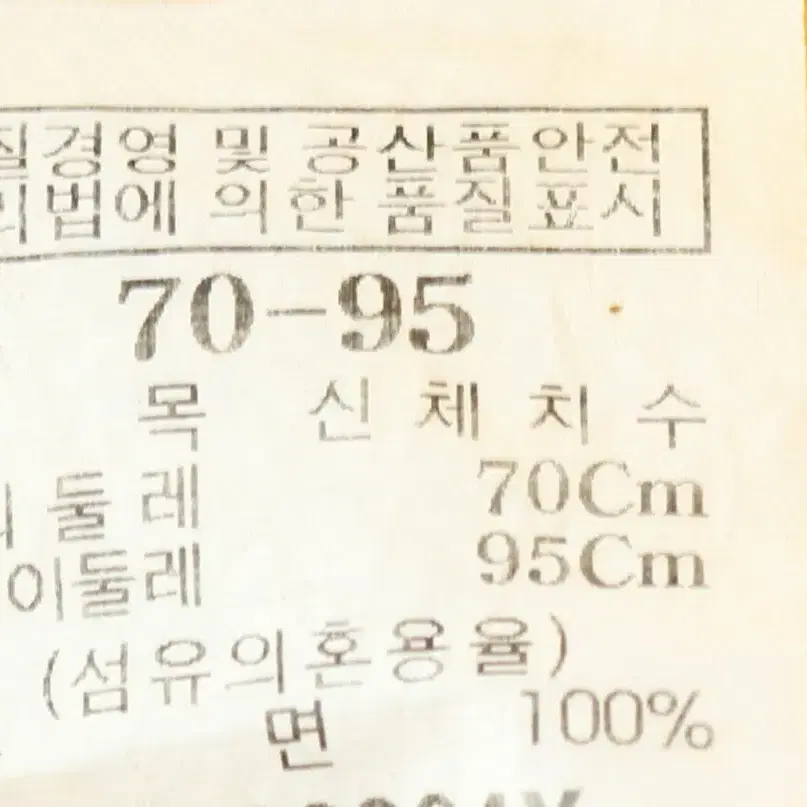 질경영 및 공산품안전
리법에 의한 품질표시
70-95
목 신체치수
둘레 70Cm
이둘레 95Cm
(섬유의혼용율)
면 100%